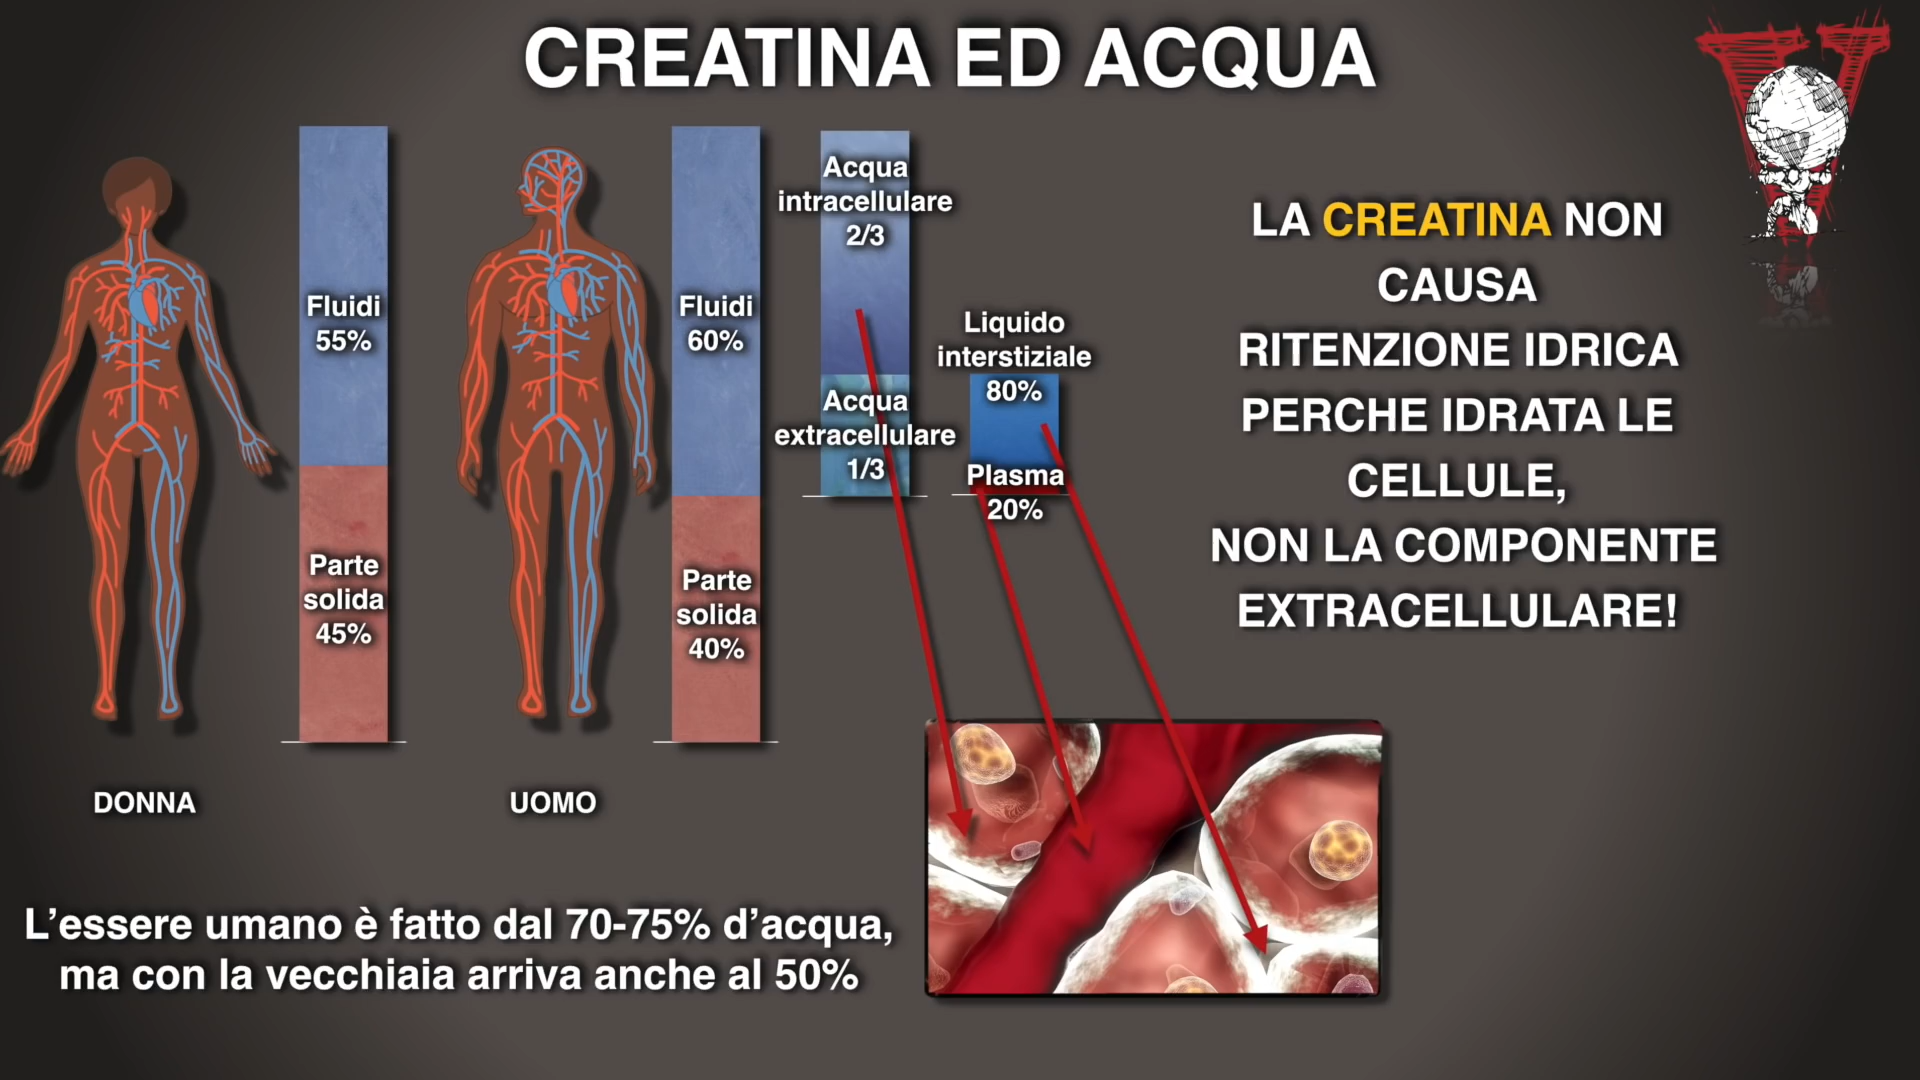 CREATINA ED ACQUA
Fluidi
55%
Parte
solida
45%
DONNA
Fluidi
60%
Parte
solida
40%
UOMO
Acqua
intracellulare
2/3
Acqua
extracellulare
1/3
Liquido
interstiziale
80%
Plasma
20%
LA CREATINA NON
CAUSA
RITENZIONE IDRICA
PERCHE IDRATA LE
CELLULE,
NON LA COMPONENTE
EXTRACELLULARE!
L’essere umano è fatto dal 70-75% d’acqua,
ma con la vecchiaia arriva anche al 50%
V